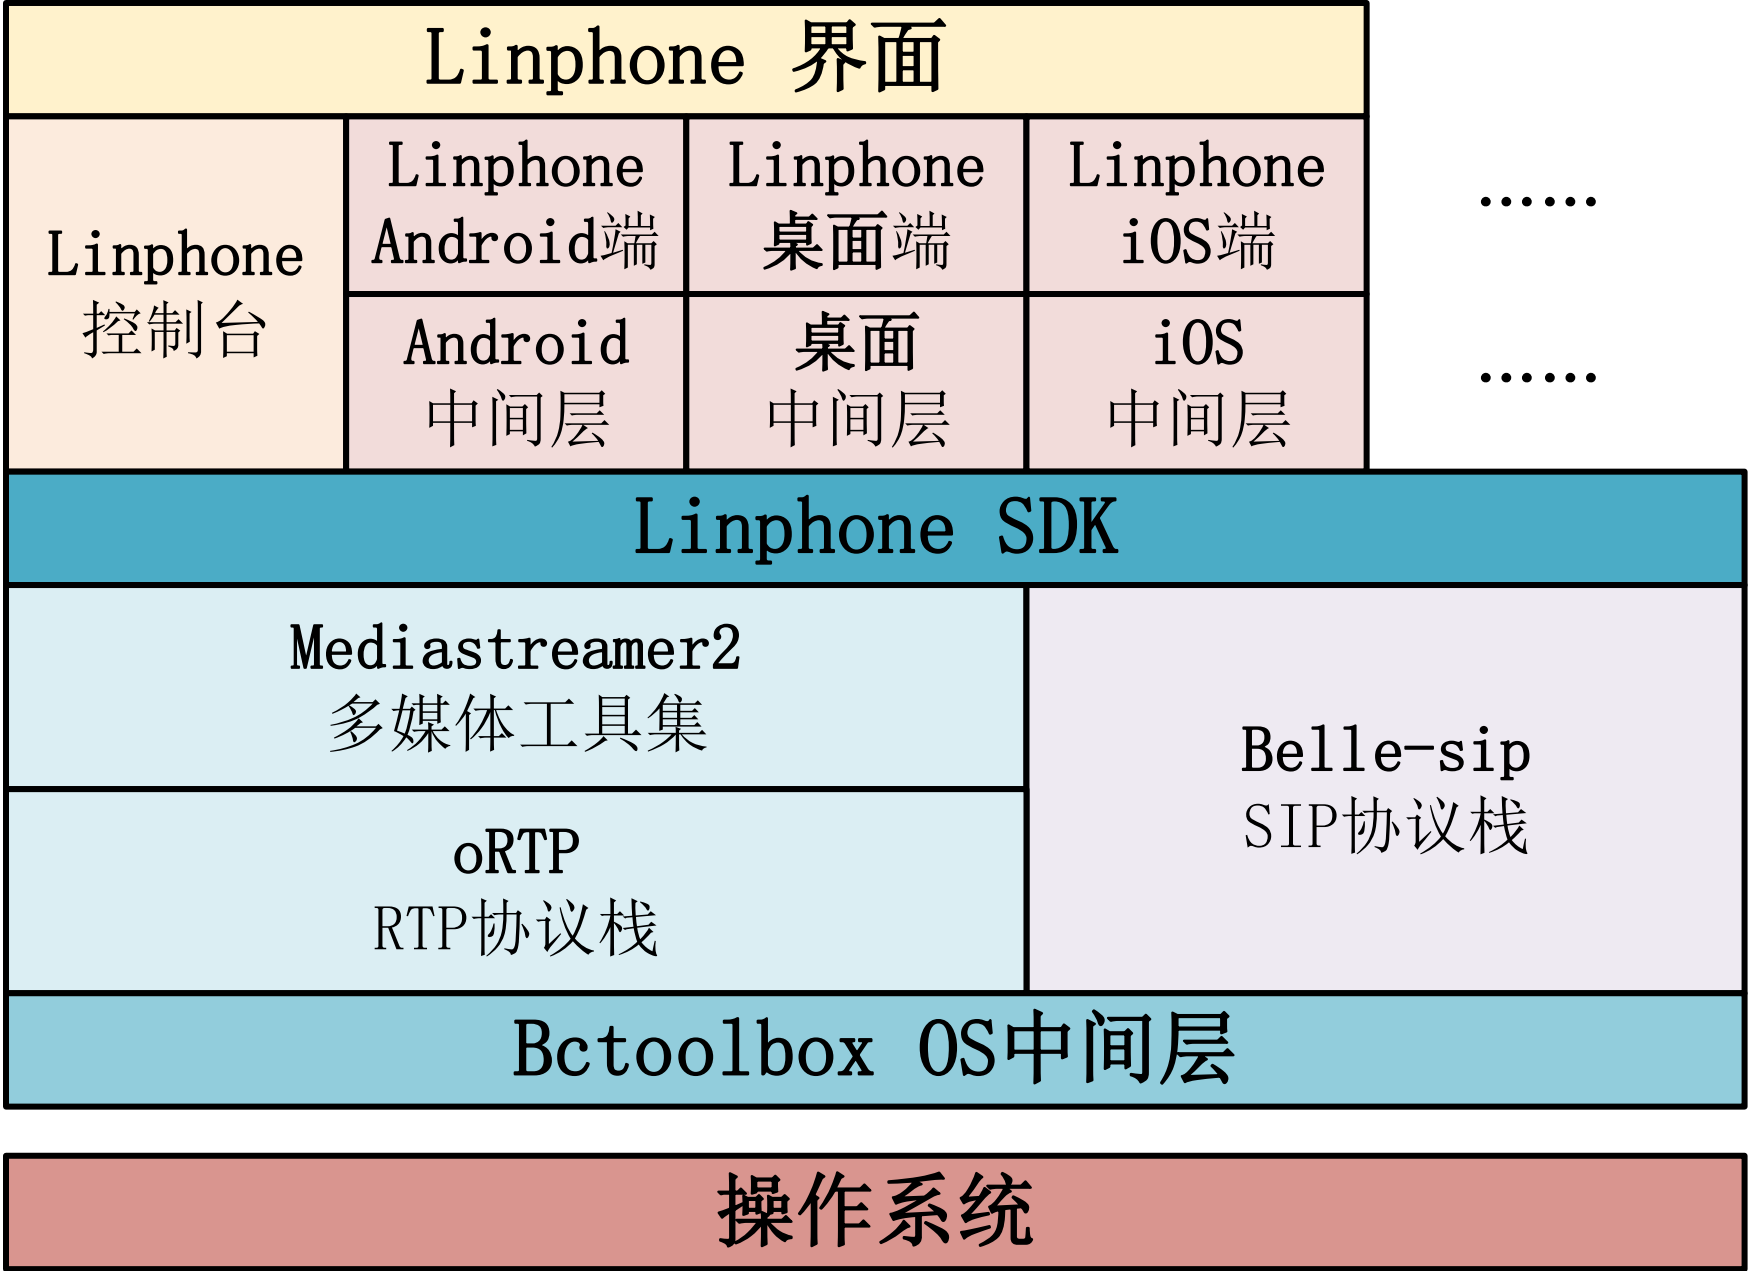 Linphone 界面
Linphone
控制台
Linphone
Android端
Linphone
桌面端
Linphone
iOS端
……
Android
中间层
桌面
中间层
iOS
中间层
……
Linphone SDK
Mediastreamer2
多媒体工具集
oRTP
RTP协议栈
Belle-sip
SIP协议栈
Bctoolbox OS中间层
操作系统